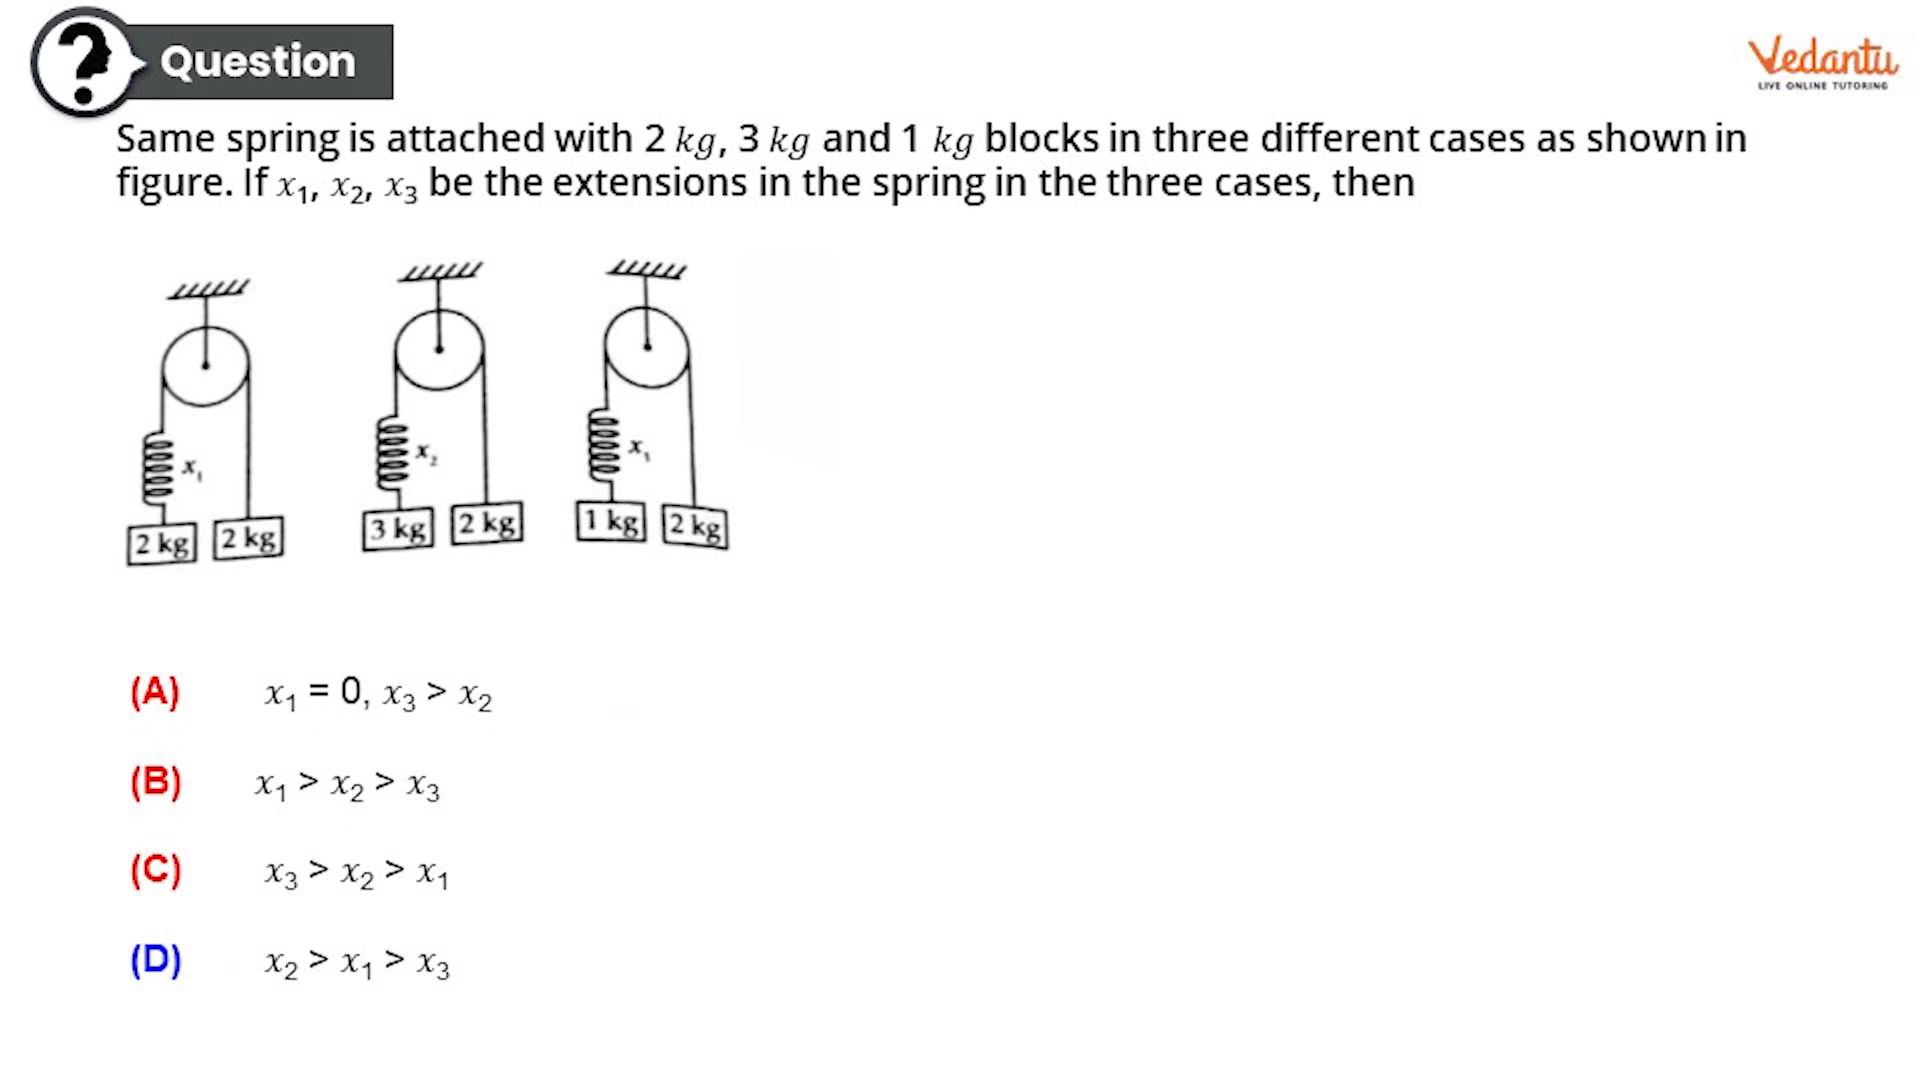 Question
Vedantu
LIVE ONLINE TUTORING
Same spring is attached with 2 kg, 3 kg and 1 kg blocks in three different cases as shown in
figure. If x₁, x₂, x₃ be the extensions in the spring in the three cases, then
x₁ x₂ x₁
2 kg 2 kg 3 kg 2 kg 1 kg 2 kg
(A) x₁ = 0, x₃ > x₂
(B) x₁ > x₂ > x₃
(C) x₃ > x₂ > x₁
(D) x₂ > x₁ > x₃